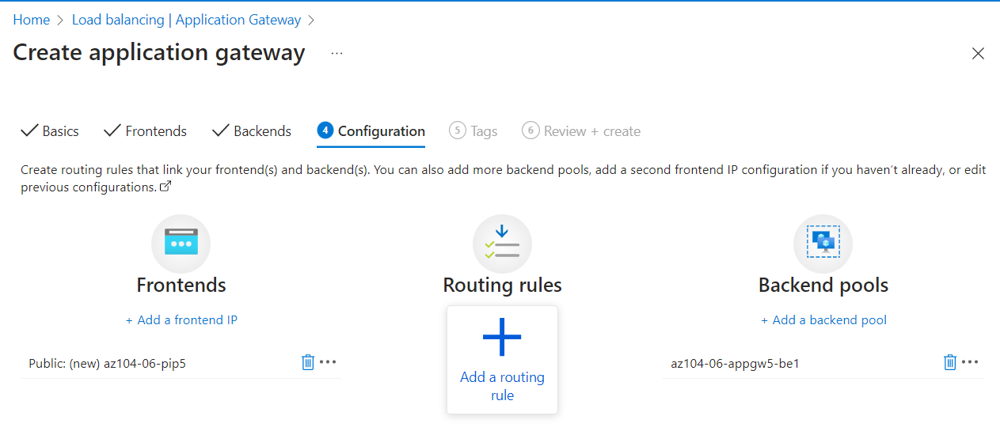 Home > Load balancing | Application Gateway >
Create application gateway ...
Basics Frontends Backends 4 Configuration 5 Tags 6 Review + create
Create routing rules that link your frontend(s) and backend(s). You can also add more backend pools, add a second frontend IP configuration if you haven’t already, or edit
previous configurations.
Frontends Routing rules Backend pools
+ Add a frontend IP + Add a backend pool
Public: (new) az104-06-pip5 az104-06-appgw5-be1
Add a routing
rule